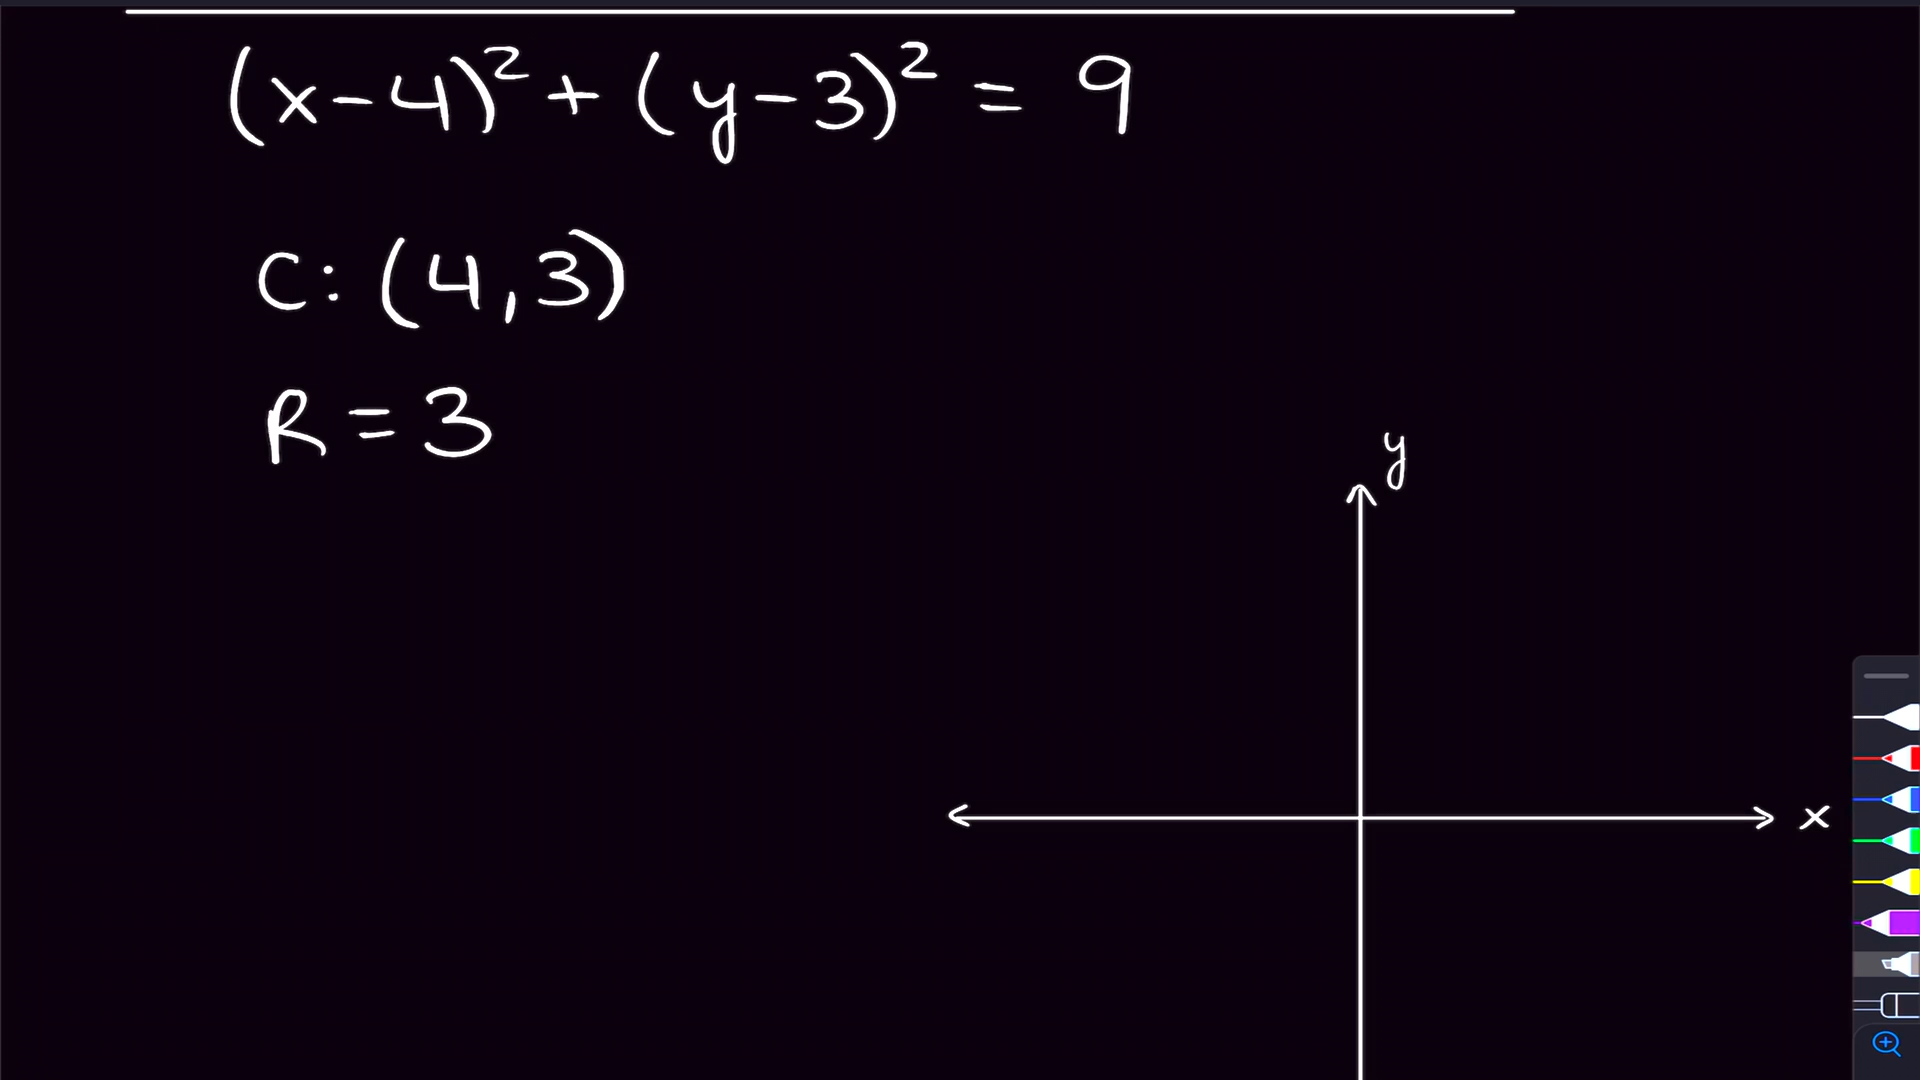 (x-4)² + (y-3)² = 9
C: (4,3)
R = 3
y
x